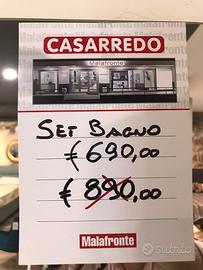 CASARREDO
Malafronte
SET BAGNO
€ 690,00
€ 890,00
Malafronte
subito